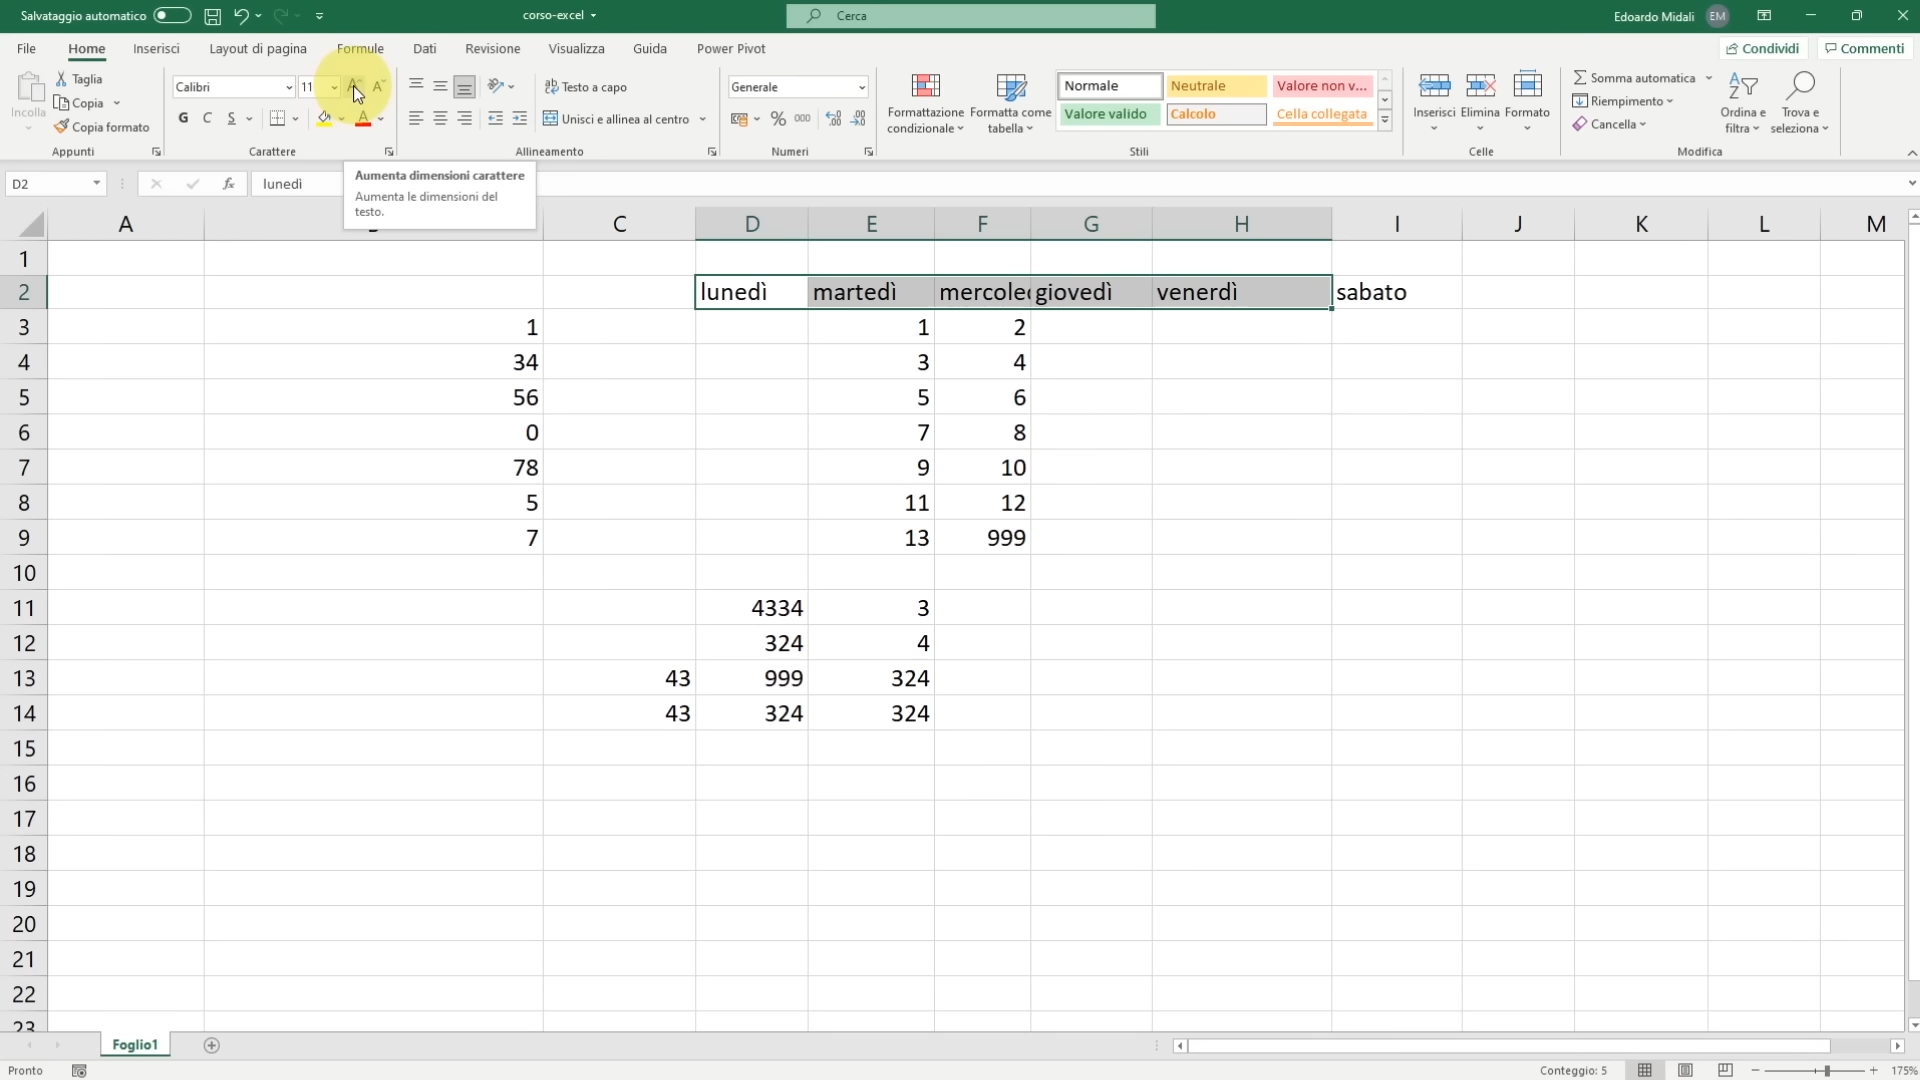 Salvataggio automatico
corso-excel
Cerca
Edoardo Midali EM
File Home Inserisci Layout di pagina Formule Dati Revisione Visualizza Guida Power Pivot
Condividi Commenti
Incolla
Taglia
Copia
Copia formato
Appunti
Calibri 11
G C S
Carattere
Testo a capo
Unisci e allinea al centro
Allineamento
Generale
% 000
Numeri
Formattazione condizionale
Formatta come tabella
Normale Neutrale Valore non v...
Valore valido Calcolo Cella collegata
Stili
Inserisci Elimina Formato
Celle
Somma automatica
Riempimento
Cancella
Ordina e filtra
Trova e seleziona
Modifica
D2 fx lunedì
Aumenta dimensioni carattere
Aumenta le dimensioni del
testo.
A C D E F G H I J K L M
1
2 lunedì martedì mercole giovedì venerdì sabato
3 1 1 2
4 34 3 4
5 56 5 6
6 0 7 8
7 78 9 10
8 5 11 12
9 7 13 999
10
11 4334 3
12 324 4
13 43 999 324
14 43 324 324
15
16
17
18
19
20
21
22
23
Foglio1
Pronto
Conteggio: 5
175%